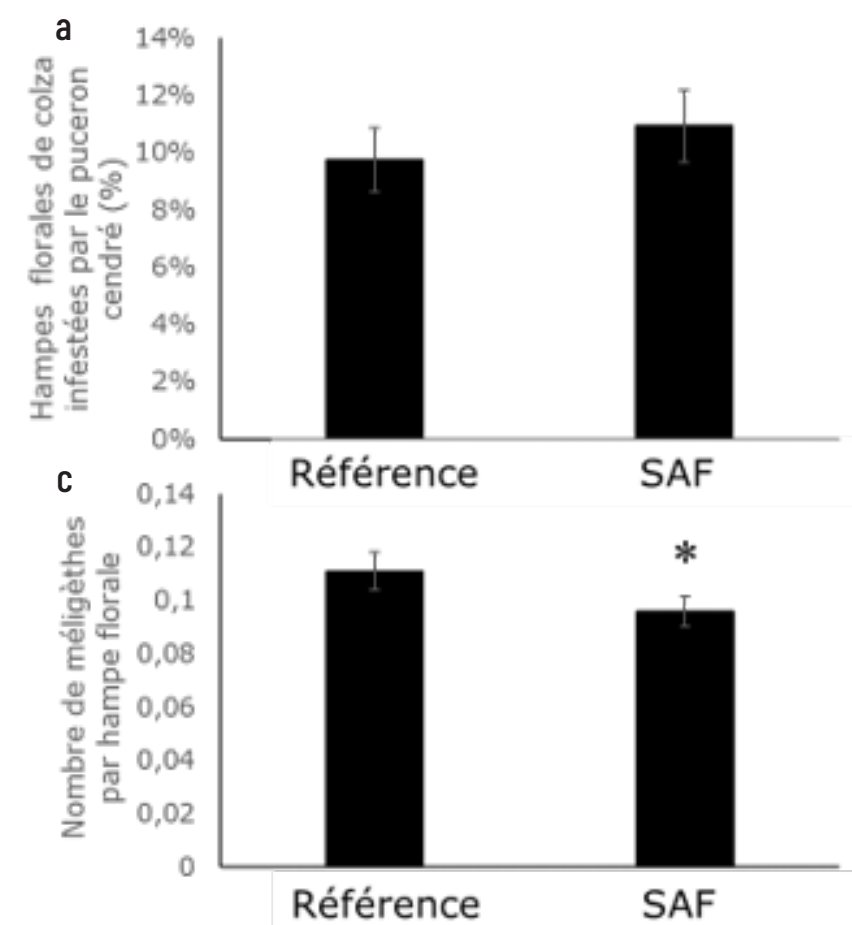 a
Hampes florales de colza
infestées par le puceron
cendré (%)
14%
12%
10%
8%
6%
4%
2%
0%
Référence
SAF
c
Nombre de méligèthes
par hampe florale
0,14
0,12
0,1
0,08
0,06
0,04
0,02
0
*
Référence
SAF